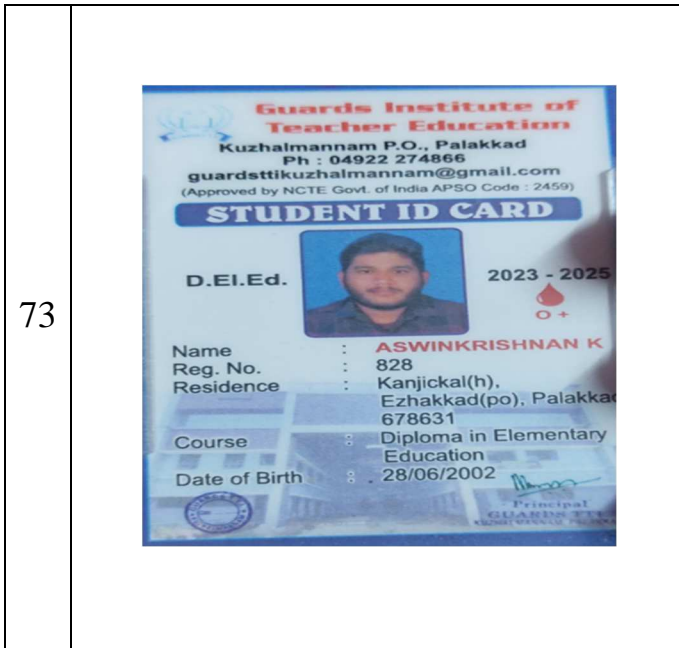 73
Guards Institute of
Teacher Education
Kuzhalmannam P.O., Palakkad
Ph : 04922 274866
guardsttikuzhalmannam@gmail.com
(Approved by NCTE Govt. of India APSO Code : 2459)
STUDENT ID CARD
D.El.Ed.
2023 - 2025
O +
Name : ASWINKRISHNAN K
Reg. No. : 828
Residence : Kanjickal(h),
Ezhakkad(po), Palakkad
678631
Course : Diploma in Elementary
Education
Date of Birth : 28/06/2002
Principal
GUARDS TTI